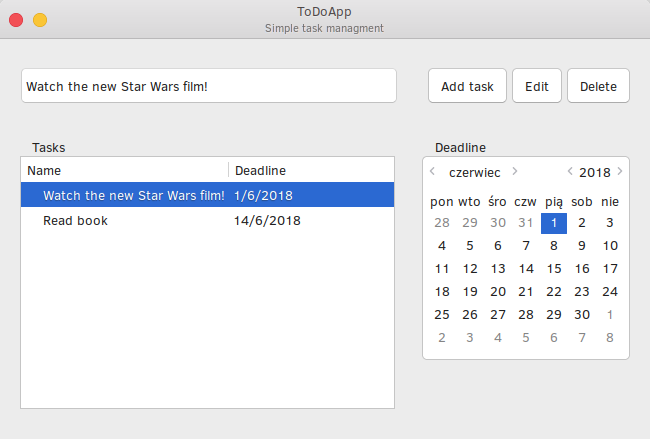 ToDoApp
Simple task managment
Watch the new Star Wars film!
Add task
Edit
Delete
Tasks
Name Deadline
Watch the new Star Wars film! 1/6/2018
Read book 14/6/2018
Deadline
czerwiec 2018
pon wto śro czw pią sob nie
28 29 30 31 1 2 3
4 5 6 7 8 9 10
11 12 13 14 15 16 17
18 19 20 21 22 23 24
25 26 27 28 29 30 1
2 3 4 5 6 7 8